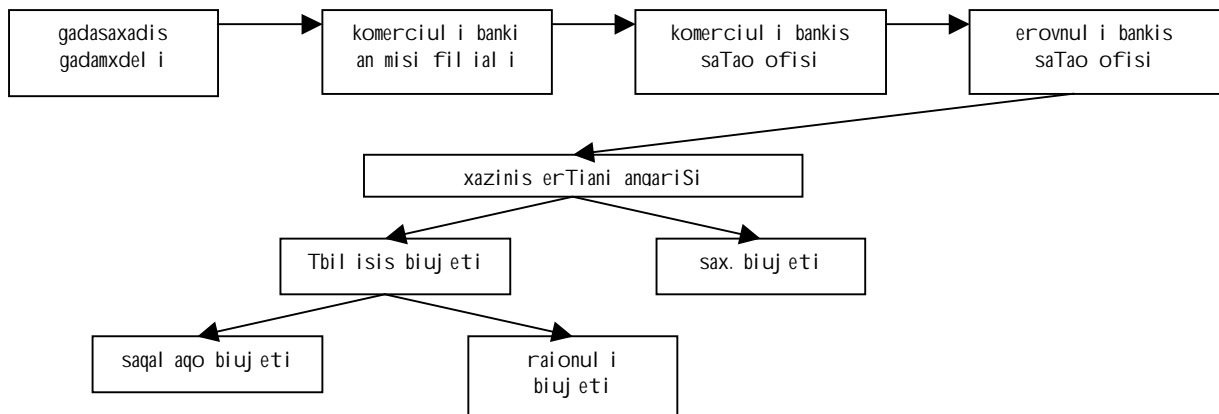 gadasaxadis
gadamxdeli
komerciuli banki
an misi filiali
komerciuli bankis
saTao ofisi
erovnuli bankis
saTao ofisi
xazinis erTiani angariSi
Tbilisis biujeti
sax. biujeti
saqalaqo biujeti
raionuli
biujeti